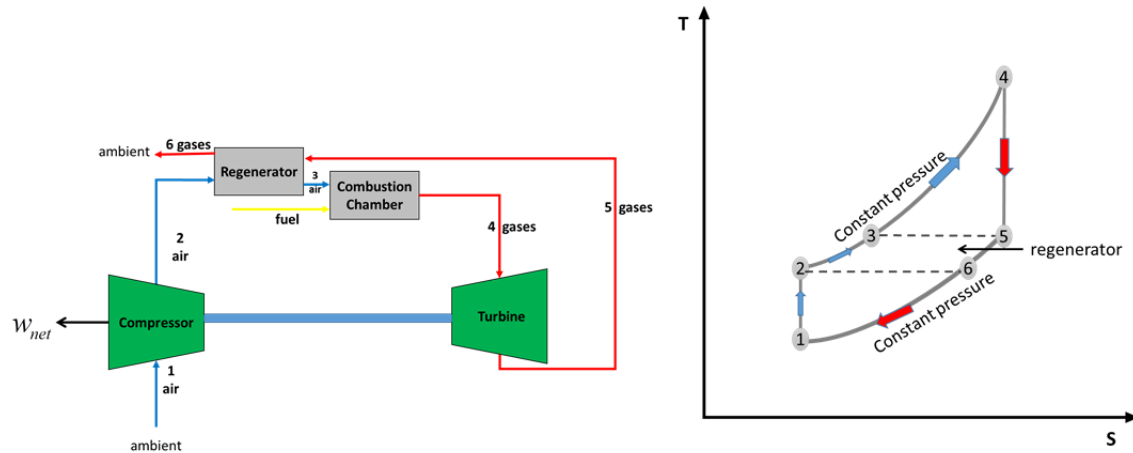 6 gases
ambient
Regenerator
3
air
Combustion
Chamber
fuel
4 gases
5
gases
2
air
Compressor
Turbine
w_net
1
air
ambient
T
4
Constant pressure
3
5
regenerator
2
6
Constant pressure
1
S